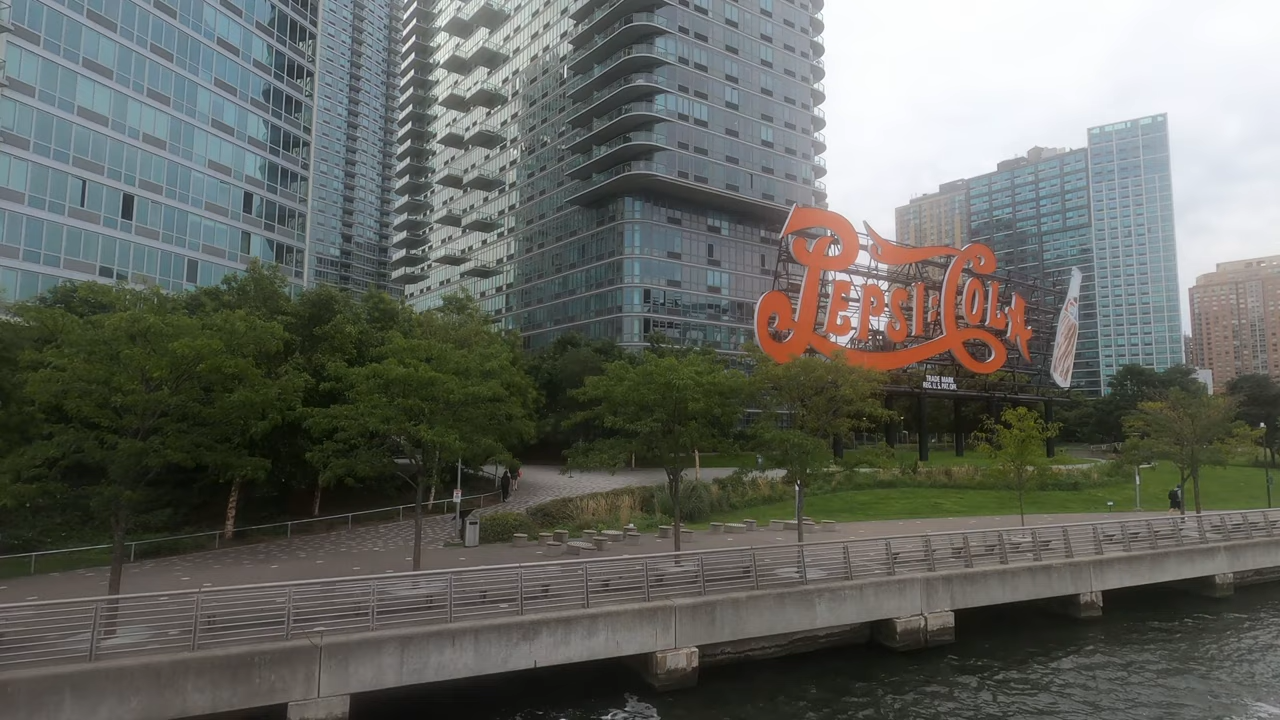 PEPSI-COLA
TRADE MARK
REG. U.S. PAT. OFF.